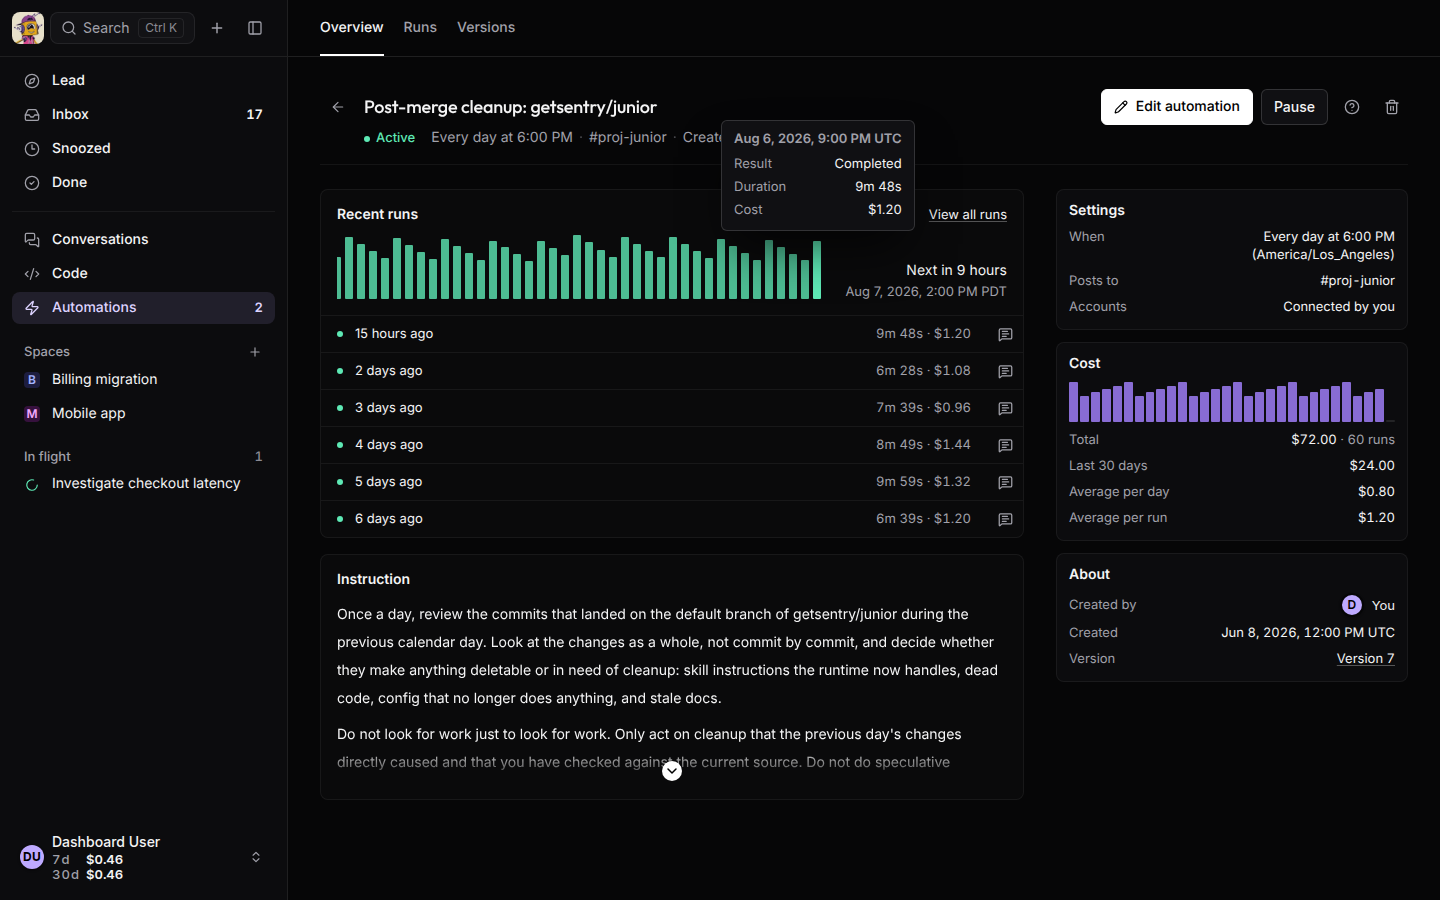 Search Ctrl K
Lead
Inbox 17
Snoozed
Done
Conversations
Code
Automations 2
Spaces
B Billing migration
M Mobile app
In flight 1
Investigate checkout latency
DU Dashboard User
7d $0.46
30d $0.46
Overview Runs Versions
Post-merge cleanup: getsentry/junior
Edit automation Pause
Active Every day at 6:00 PM · #proj-junior ·
Aug 6, 2026, 9:00 PM UTC
Result Completed
Duration 9m 48s
Cost $1.20
Recent runs View all runs
Next in 9 hours
Aug 7, 2026, 2:00 PM PDT
15 hours ago 9m 48s · $1.20
2 days ago 6m 28s · $1.08
3 days ago 7m 39s · $0.96
4 days ago 8m 49s · $1.44
5 days ago 9m 59s · $1.32
6 days ago 6m 39s · $1.20
Instruction
Once a day, review the commits that landed on the default branch of getsentry/junior during the
previous calendar day. Look at the changes as a whole, not commit by commit, and decide whether
they make anything deletable or in need of cleanup: skill instructions the runtime now handles, dead
code, config that no longer does anything, and stale docs.
Do not look for work just to look for work. Only act on cleanup that the previous day's changes
directly caused and that you have checked against the current source. Do not do speculative
Settings
When Every day at 6:00 PM
(America/Los_Angeles)
Posts to #proj-junior
Accounts Connected by you
Cost
Total $72.00 · 60 runs
Last 30 days $24.00
Average per day $0.80
Average per run $1.20
About
Created by D You
Created Jun 8, 2026, 12:00 PM UTC
Version Version 7